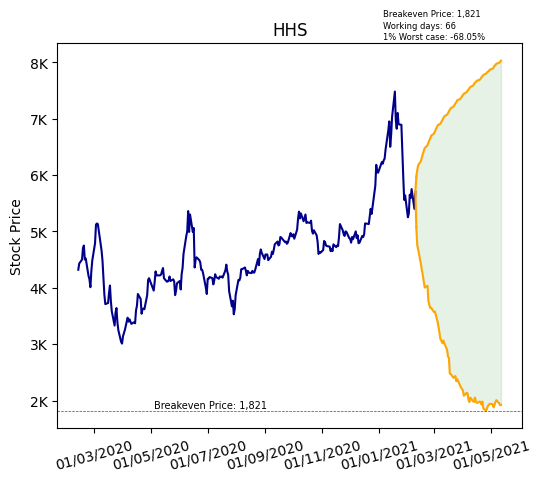 Breakeven Price: 1,821
Working days: 66
1% Worst case: -68.05%
HHS
Stock Price
8K
7K
6K
5K
4K
3K
2K
Breakeven Price: 1,821
01/03/2020 01/05/2020 01/07/2020 01/09/2020 01/11/2020 01/01/2021 01/03/2021 01/05/2021